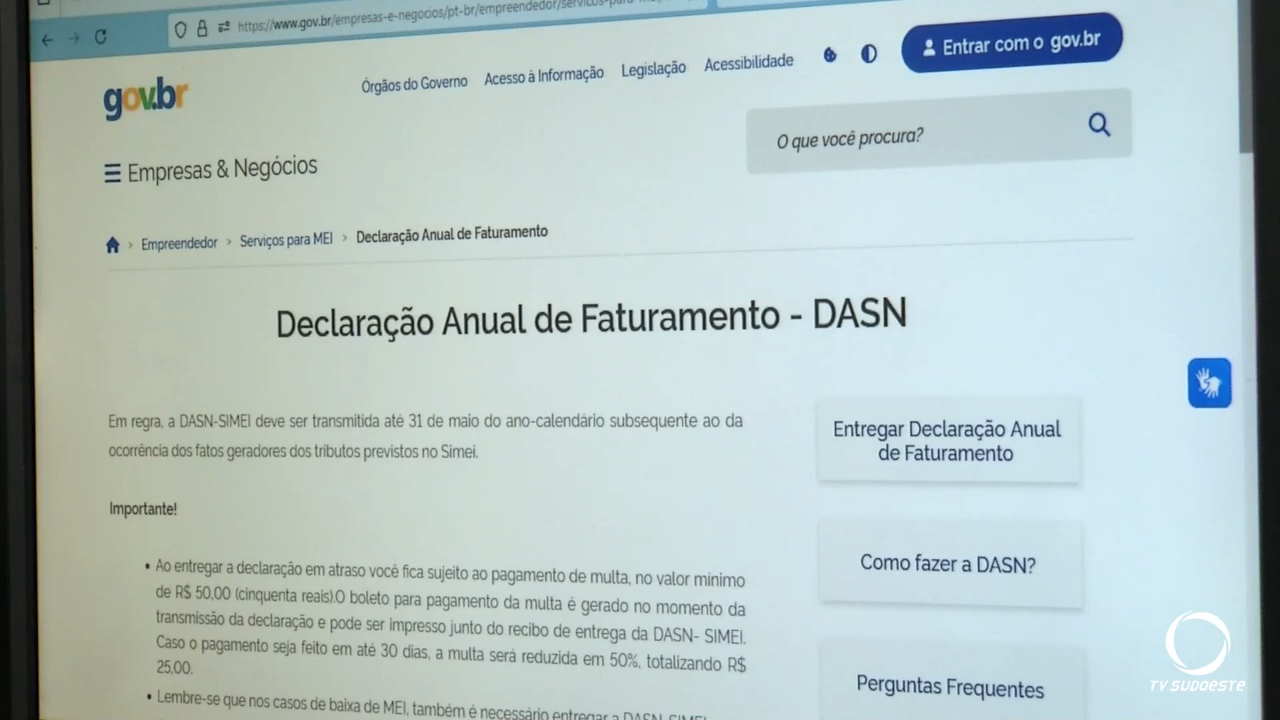 https://www.gov.br/empresas-e-negocios/pt-br/empreendedor/servicos-para-mei/
gov.br
Órgãos do Governo Acesso à Informação Legislação Acessibilidade
Entrar com o gov.br
O que você procura?
Empresas & Negócios
Empreendedor > Serviços para MEI > Declaração Anual de Faturamento
Declaração Anual de Faturamento - DASN
Em regra, a DASN-SIMEI deve ser transmitida até 31 de maio do ano-calendário subsequente ao da
ocorrência dos fatos geradores dos tributos previstos no Simei.
Importante!
• Ao entregar a declaração em atraso você fica sujeito ao pagamento de multa, no valor mínimo
de R$ 50,00 (cinquenta reais).O boleto para pagamento da multa é gerado no momento da
transmissão da declaração e pode ser impresso junto do recibo de entrega da DASN- SIMEI.
Caso o pagamento seja feito em até 30 dias, a multa será reduzida em 50%, totalizando R$
25,00.
• Lembre-se que nos casos de baixa de MEI, também é necessário entregar a DASN-SIMEI
Entregar Declaração Anual
de Faturamento
Como fazer a DASN?
Perguntas Frequentes
TV SUDOESTE